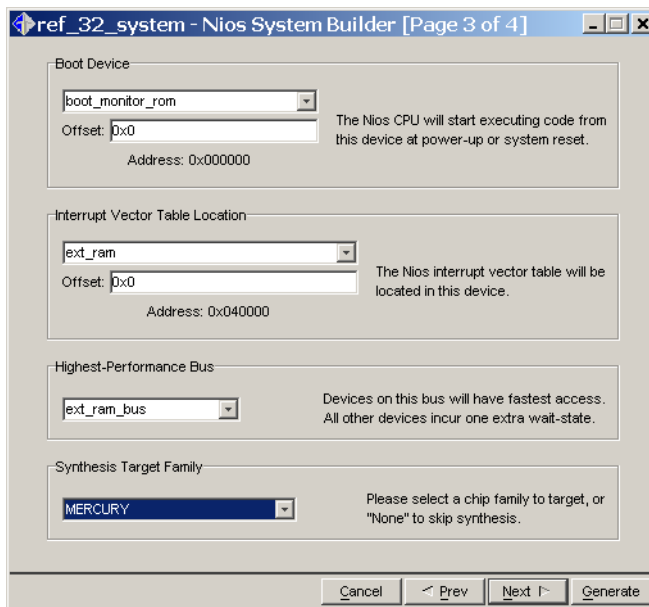 ref_32_system - Nios System Builder [Page 3 of 4]
Boot Device
boot_monitor_rom
Offset: 0x0
Address: 0x000000
The Nios CPU will start executing code from
this device at power-up or system reset.
Interrupt Vector Table Location
ext_ram
Offset: 0x0
Address: 0x040000
The Nios interrupt vector table will be
located in this device.
Highest-Performance Bus
ext_ram_bus
Devices on this bus will have fastest access.
All other devices incur one extra wait-state.
Synthesis Target Family
MERCURY
Please select a chip family to target, or
"None" to skip synthesis.
Cancel Prev Next Generate